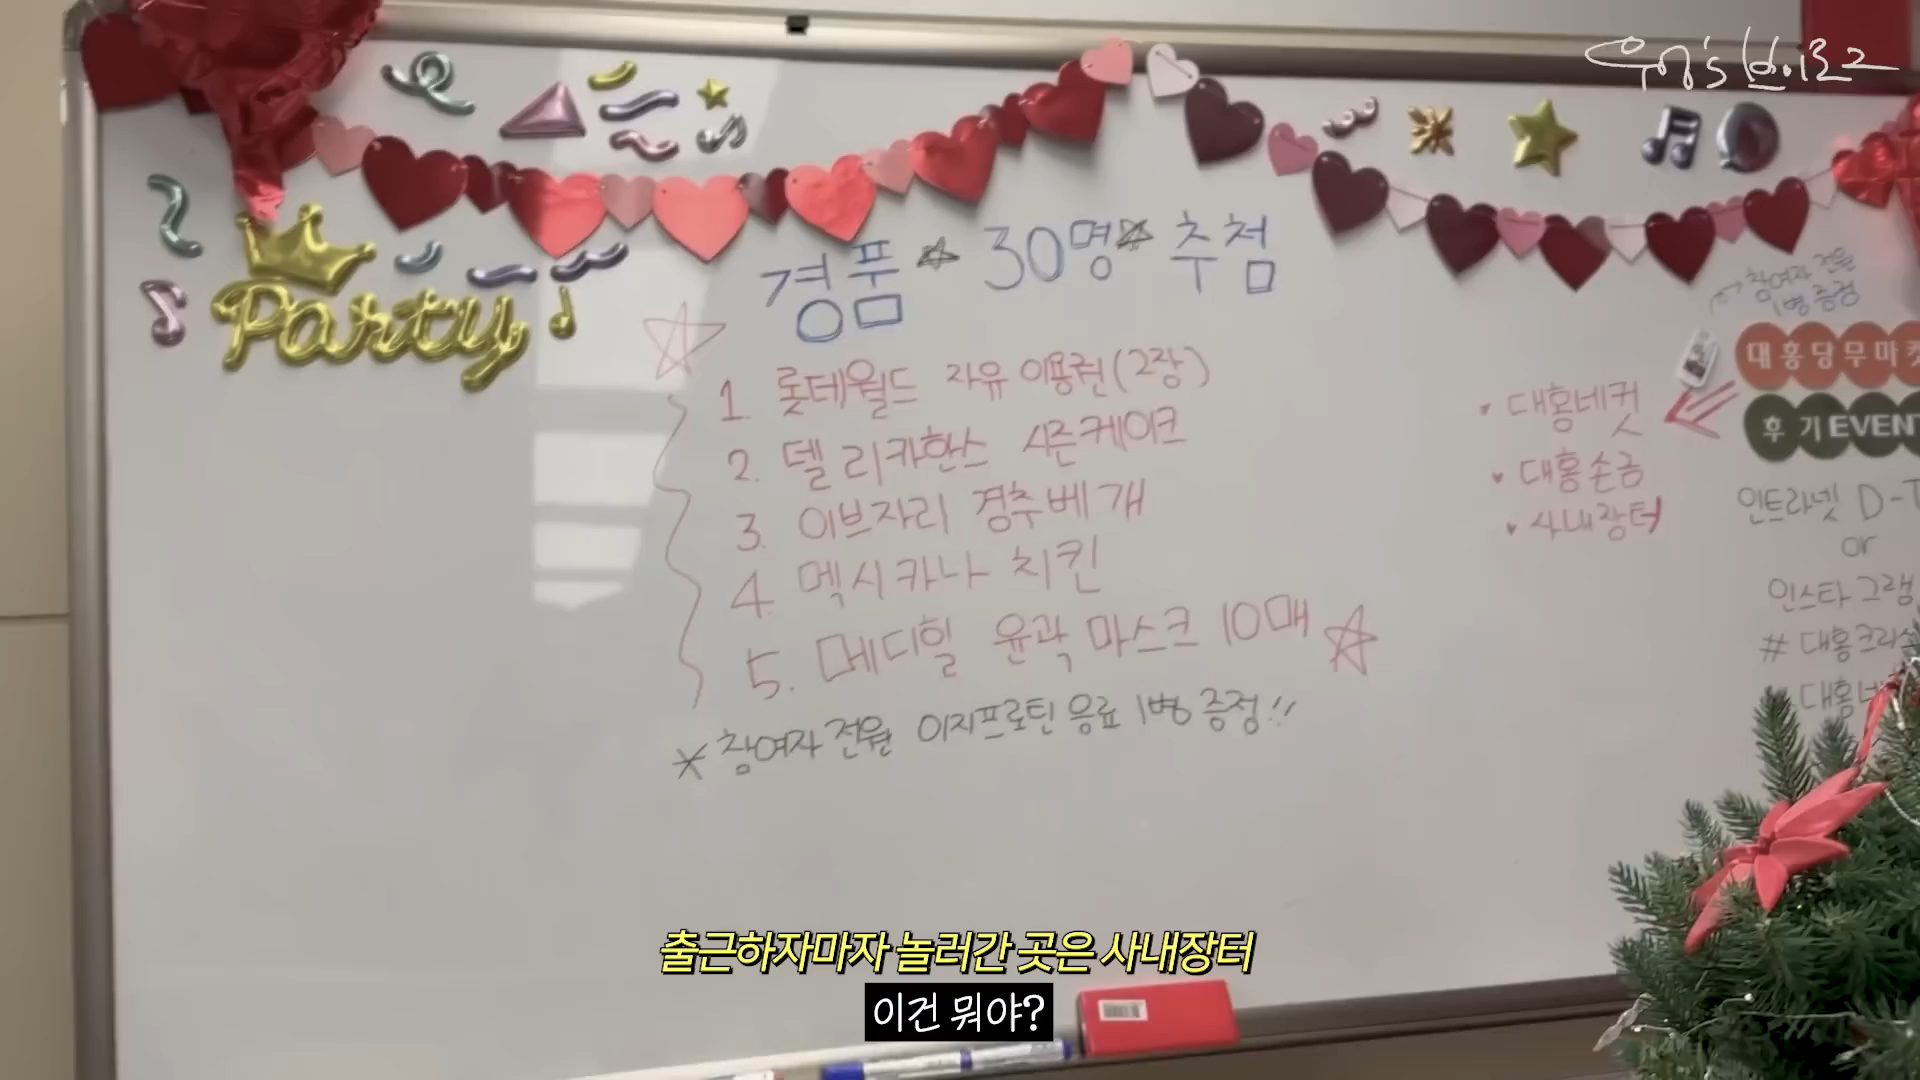 Party
경품 ☆ 30명 ☆ 추첨
1. 롯데월드 자유이용권(2장)
2. 델리카한스 시즌케이크
3. 이브자리 경추베개
4. 멕시카나 치킨
5. 메디힐 윤곽 마스크 10매
※ 참여자 전원 이지프로틴 음료 1병 증정!!
참여자 전원
1병 증정
대홍당무마켓
후기 EVENT
• 대홍네컷
• 대홍손금
• 사내장터
인트라넷 D-T
or
인스타그램
# 대홍크리스
대홍네
출근하자마자 놀러간 곳은 사내장터
이건 뭐야?